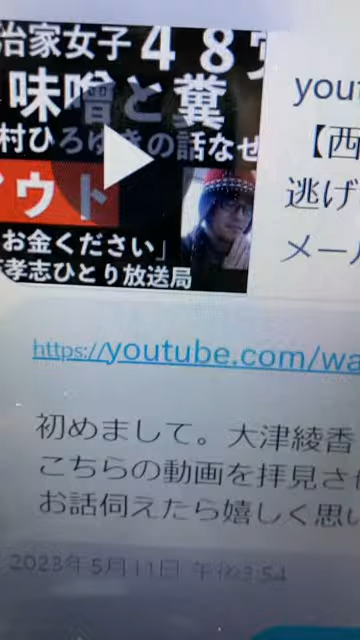 治家女子48
味噌と糞
村ひろゆきの話なぜ
ウト
お金ください」
孝志ひとり放送局
yout
【西
逃げ
メール
https://youtube.com/wa
初めまして。大津綾香
こちらの動画を拝見さ
お話伺えたら嬉しく思い
2023年5月11日 午後3:54